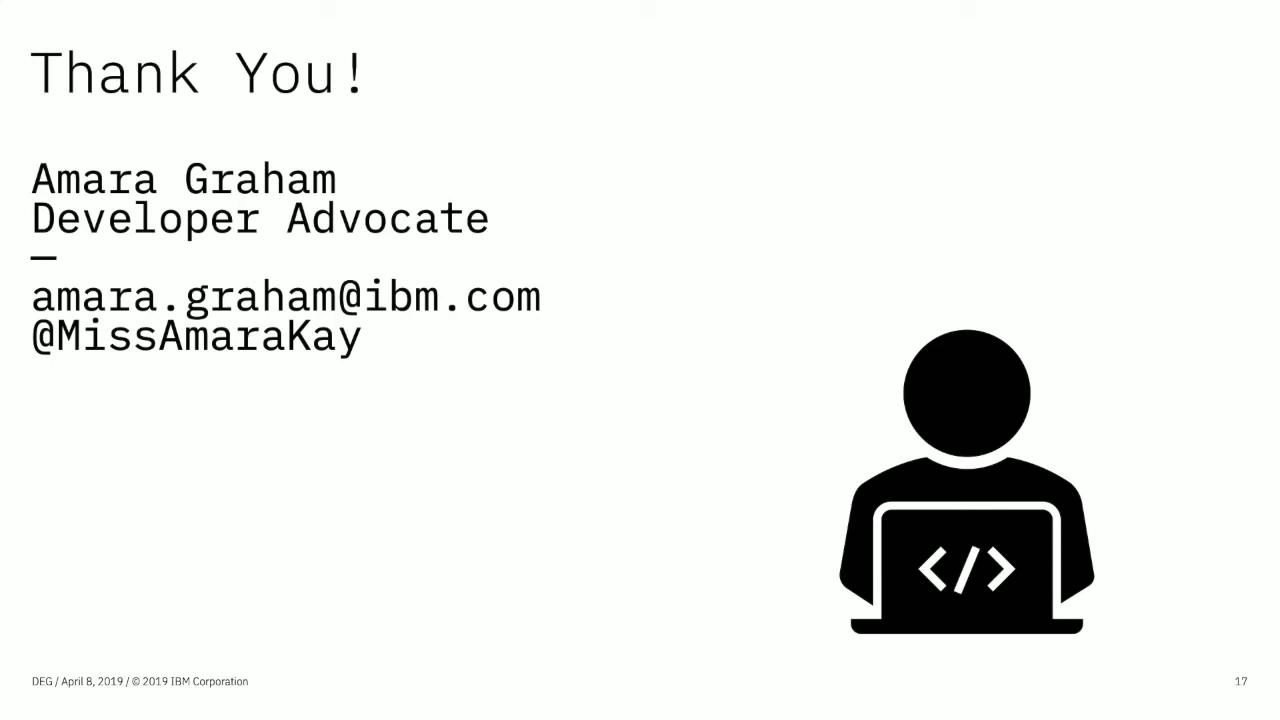 Thank You!
Amara Graham
Developer Advocate
—
amara.graham@ibm.com
@MissAmaraKay
</>
DEG / April 8, 2019 / © 2019 IBM Corporation
17